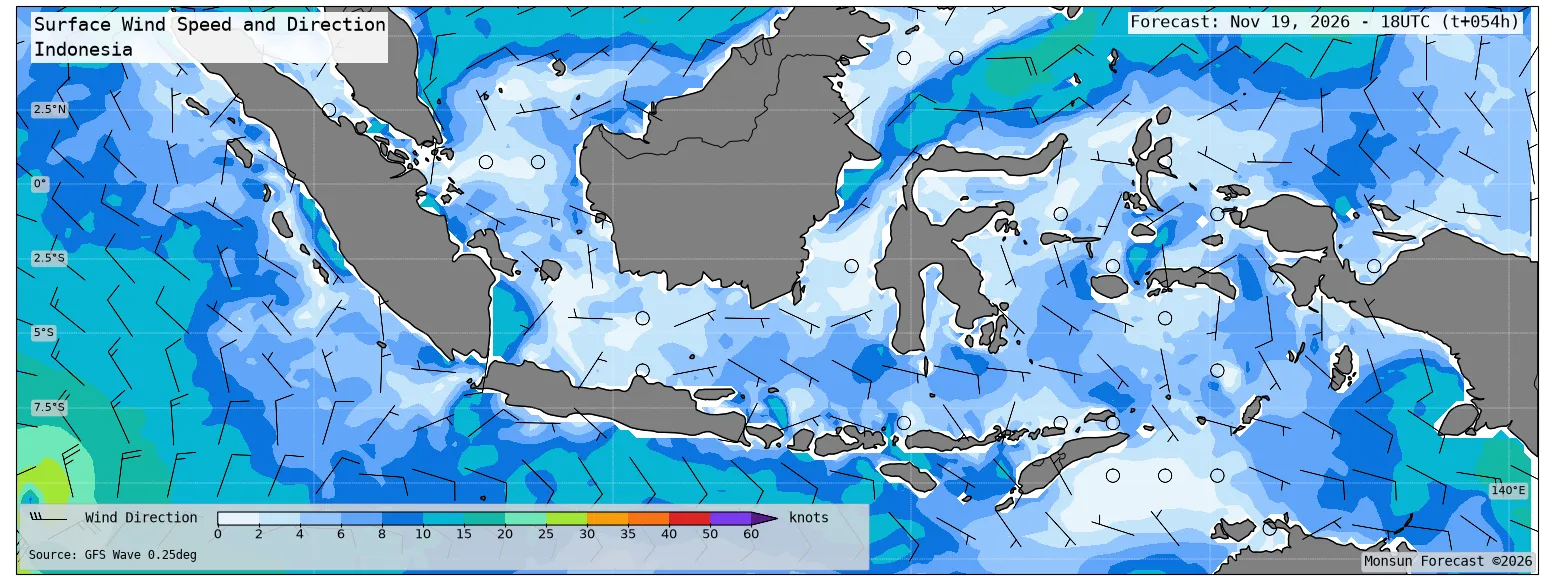 Surface Wind Speed and Direction
Indonesia
Forecast: Nov 19, 2026 - 18UTC (t+054h)
2.5°N
0°
2.5°S
5°S
7.5°S
140°E
Wind Direction
0 2 4 6 8 10 15 20 25 30 35 40 50 60
knots
Source: GFS Wave 0.25deg
Monsun Forecast ©2026